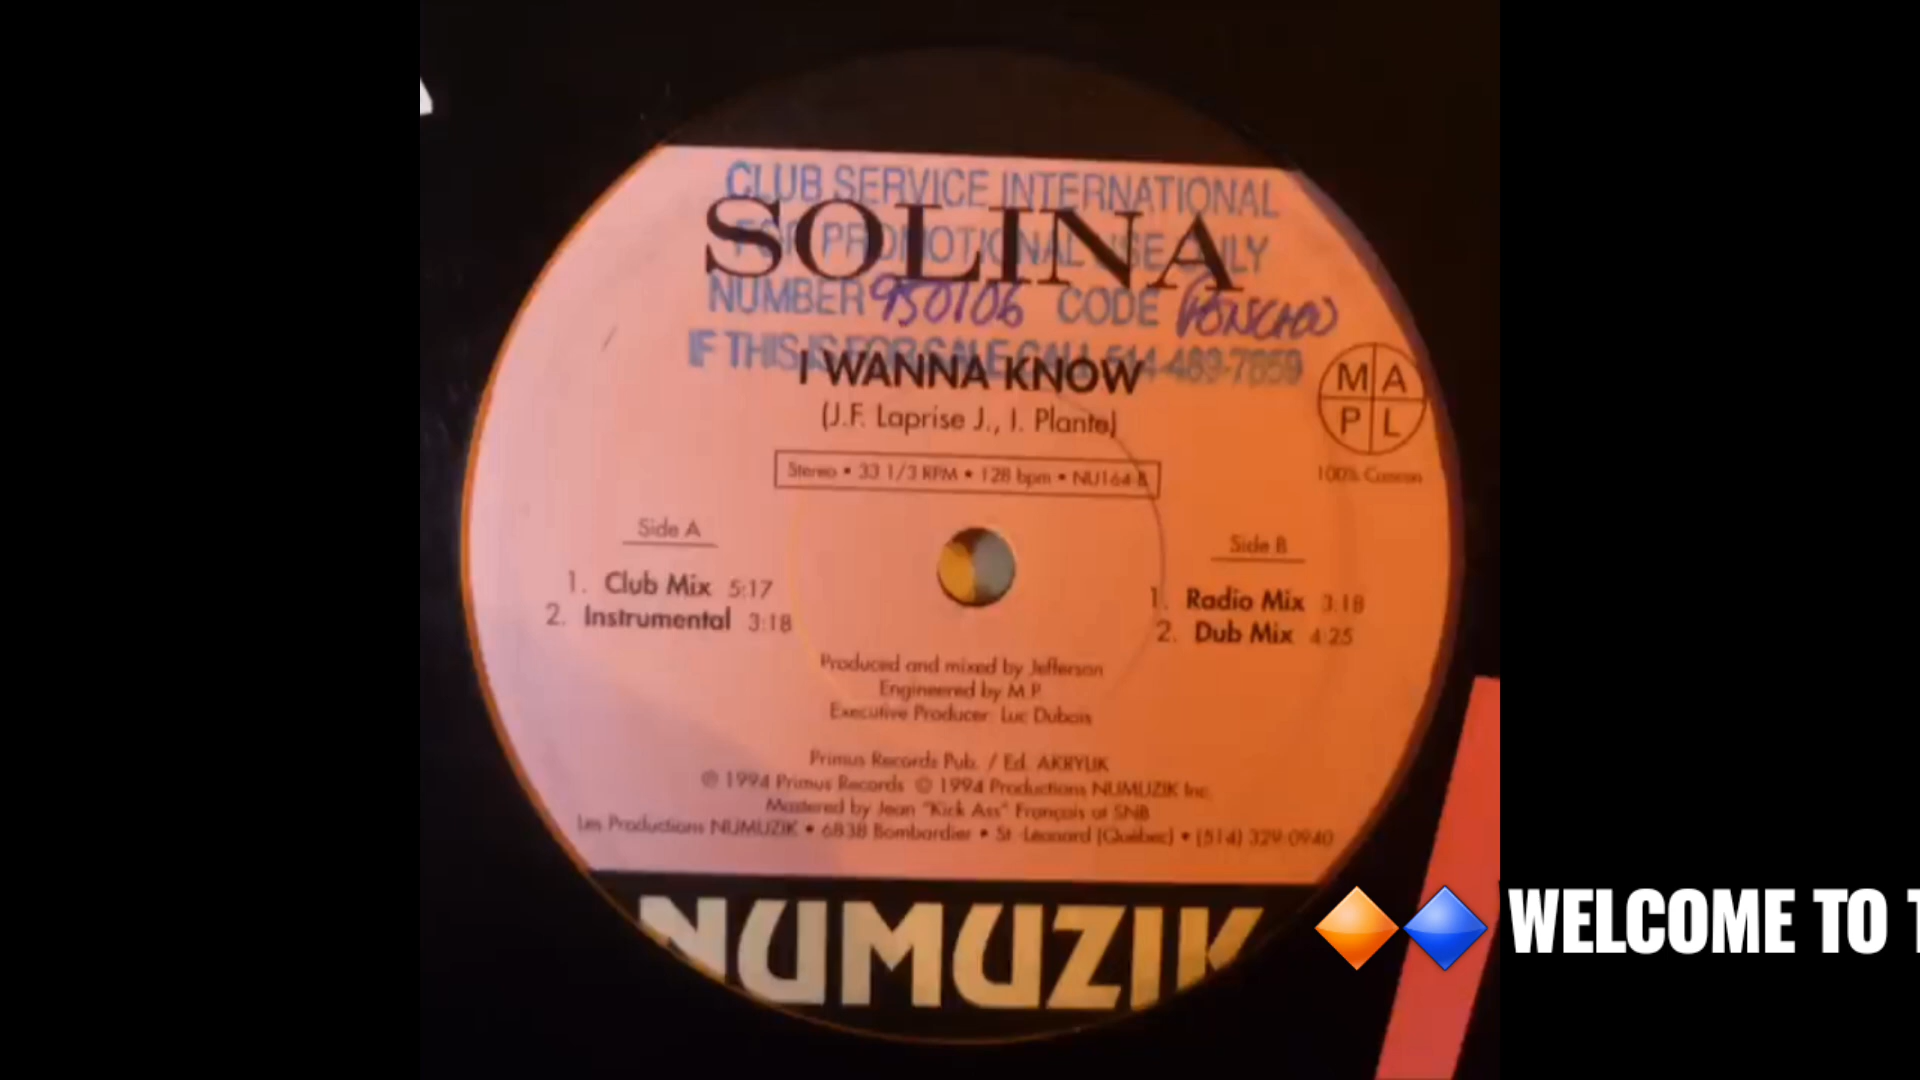 CLUB SERVICE INTERNATIONAL
SOLINA
FOR PROMOTIONAL USE ONLY
NUMBER 950106 CODE
IF THIS IS FOR SALE CALL 514-489-7859
I WANNA KNOW
(J.F. Laprise J., I. Plante)
M A
P L
100% Cancon
Stereo • 33 1/3 RPM • 128 bpm • NU164-B
Side A
1. Club Mix 5:17
2. Instrumental 3:18
Side B
1. Radio Mix 3:18
2. Dub Mix 4:25
Produced and mixed by Jefferson
Engineered by M.P.
Executive Producer: Luc Dubois
Primus Records Pub. / Ed. AKRYLIK
℗ 1994 Primus Records © 1994 Productions NUMUZIK Inc.
Mastered by Jean "Kick Ass" François at SNB
Les Productions NUMUZIK • 6838 Bombardier • St-Léonard (Québec) • (514) 329-0940
NUMUZIK
WELCOME TO T